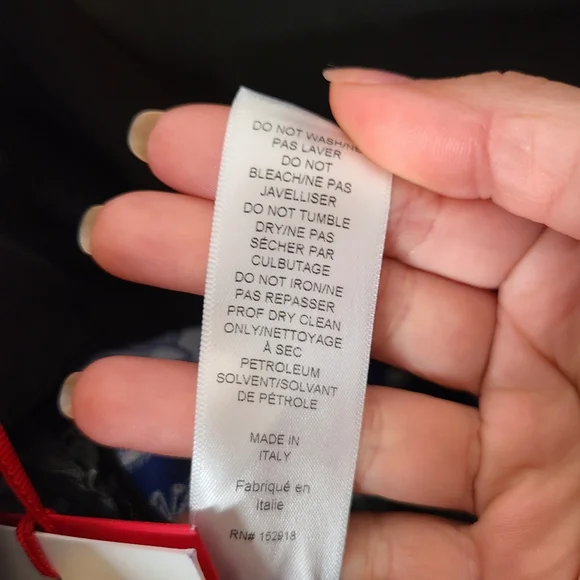 DO NOT WASH/NE
PAS LAVER
DO NOT
BLEACH/NE PAS
JAVELLISER
DO NOT TUMBLE
DRY/NE PAS
SÉCHER PAR
CULBUTAGE
DO NOT IRON/NE
PAS REPASSER
PROF DRY CLEAN
ONLY/NETTOYAGE
À SEC
PETROLEUM
SOLVENT/SOLVANT
DE PÉTROLE
MADE IN
ITALY
Fabriqué en
Italie
RN# 152918